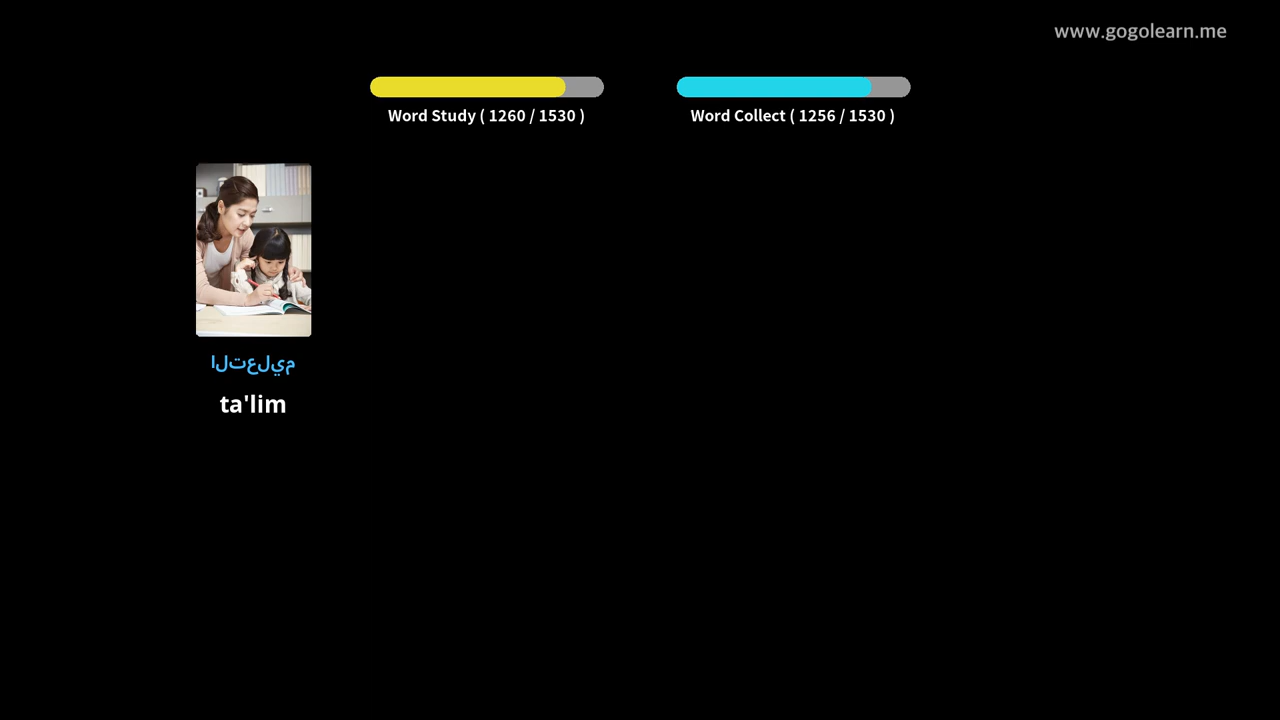 www.gogolearn.me
Word Study ( 1260 / 1530 )
Word Collect ( 1256 / 1530 )
التعليم
ta'lim